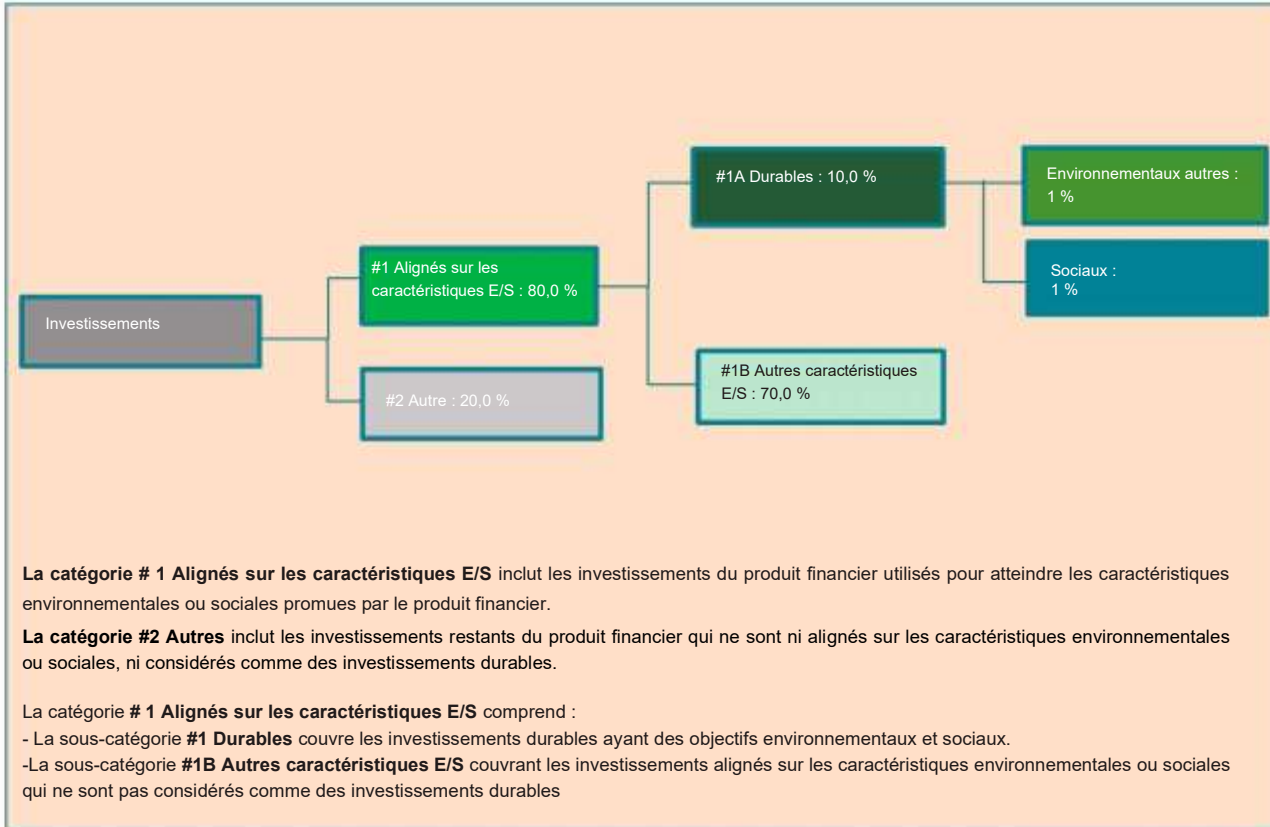 #1A Durables : 10,0 %
Environnementaux autres :
1 %
#1 Alignés sur les
caractéristiques E/S : 80,0 %
Sociaux :
1 %
Investissements
#2 Autre : 20,0 %
#1B Autres caractéristiques
E/S : 70,0 %
La catégorie # 1 Alignés sur les caractéristiques E/S inclut les investissements du produit financier utilisés pour atteindre les caractéristiques
environnementales ou sociales promues par le produit financier.
La catégorie #2 Autres inclut les investissements restants du produit financier qui ne sont ni alignés sur les caractéristiques environnementales
ou sociales, ni considérés comme des investissements durables.
La catégorie # 1 Alignés sur les caractéristiques E/S comprend :
- La sous-catégorie #1 Durables couvre les investissements durables ayant des objectifs environnementaux et sociaux.
-La sous-catégorie #1B Autres caractéristiques E/S couvrant les investissements alignés sur les caractéristiques environnementales ou sociales
qui ne sont pas considérés comme des investissements durables